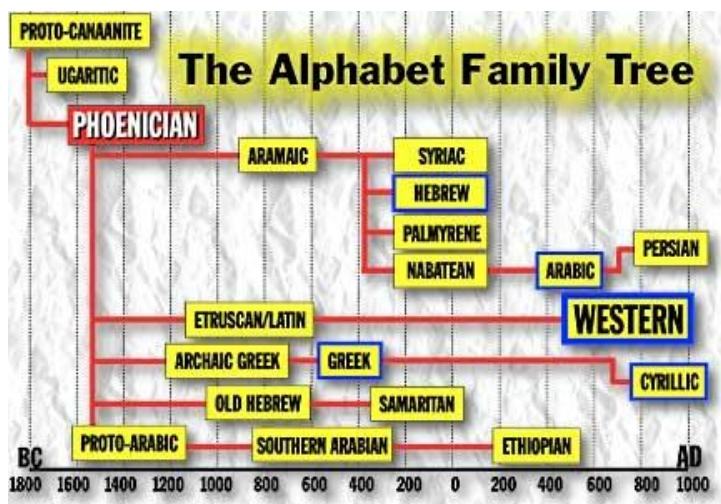 PROTO-CANAANITE
The Alphabet Family Tree
UGARITIC
PHOENICIAN
ARAMAIC
SYRIAC
HEBREW
PALMYRENE
NABATEAN
ARABIC
PERSIAN
ETRUSCAN/LATIN
WESTERN
ARCHAIC GREEK
GREEK
CYRILLIC
OLD HEBREW
SAMARITAN
PROTO-ARABIC
SOUTHERN ARABIAN
ETHIOPIAN
BC
AD
1800 1600 1400 1200 1000 800 600 400 200 0 200 400 600 800 1000